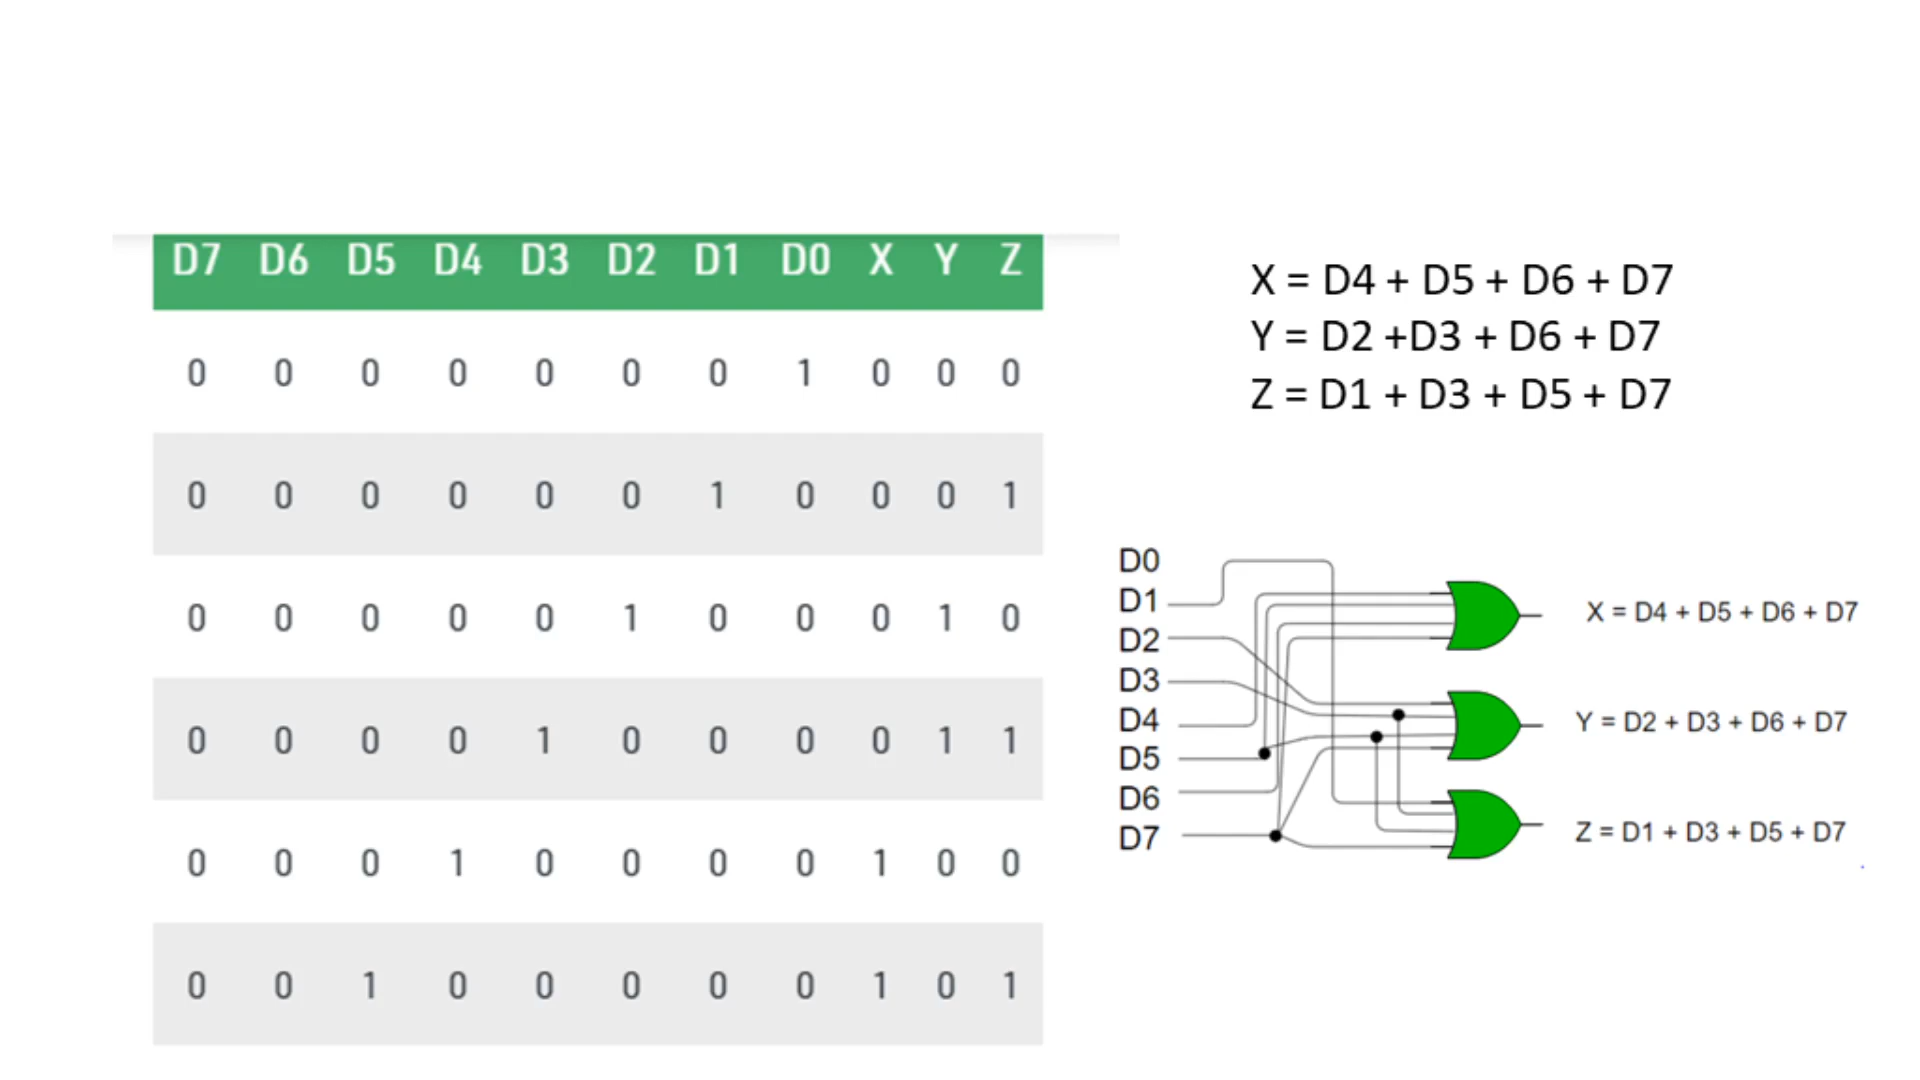 D7 D6 D5 D4 D3 D2 D1 D0 X Y Z
0 0 0 0 0 0 0 1 0 0 0
0 0 0 0 0 0 1 0 0 0 1
0 0 0 0 0 1 0 0 0 1 0
0 0 0 0 1 0 0 0 0 1 1
0 0 0 1 0 0 0 0 1 0 0
0 0 1 0 0 0 0 0 1 0 1
X = D4 + D5 + D6 + D7
Y = D2 +D3 + D6 + D7
Z = D1 + D3 + D5 + D7
D0
D1
D2
D3
D4
D5
D6
D7
X = D4 + D5 + D6 + D7
Y = D2 + D3 + D6 + D7
Z = D1 + D3 + D5 + D7